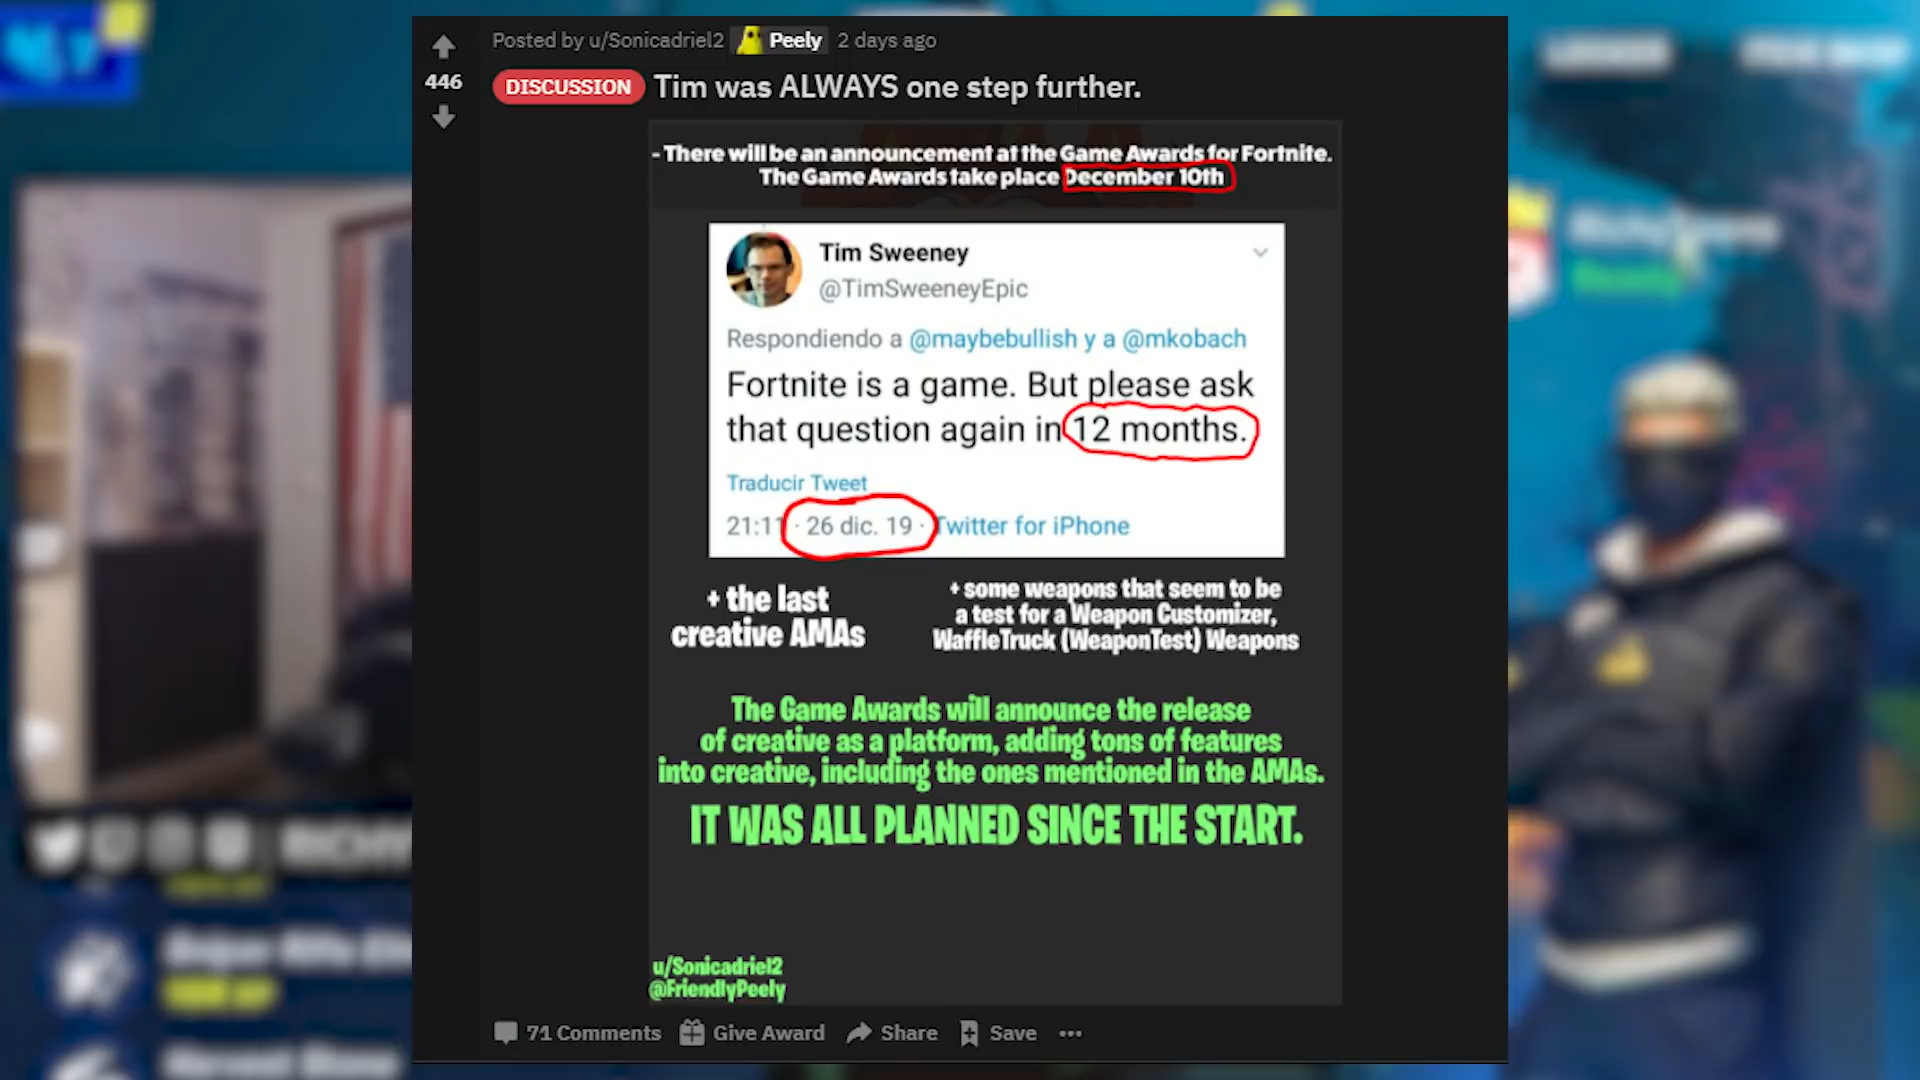 Posted by u/Sonicadriel2 Peely 2 days ago
446
DISCUSSION Tim was ALWAYS one step further.
- There will be an announcement at the Game Awards for Fortnite.
The Game Awards take place December 10th
Tim Sweeney
@TimSweeneyEpic
Respondiendo a @maybebullish y a @mkobach
Fortnite is a game. But please ask
that question again in 12 months.
Traducir Tweet
21:11 · 26 dic. 19 · Twitter for iPhone
+ the last
creative AMAs
+ some weapons that seem to be
a test for a Weapon Customizer,
WaffleTruck (WeaponTest) Weapons
The Game Awards will announce the release
of creative as a platform, adding tons of features
into creative, including the ones mentioned in the AMAs.
IT WAS ALL PLANNED SINCE THE START.
u/Sonicadriel2
@FriendlyPeely
71 Comments Give Award Share Save